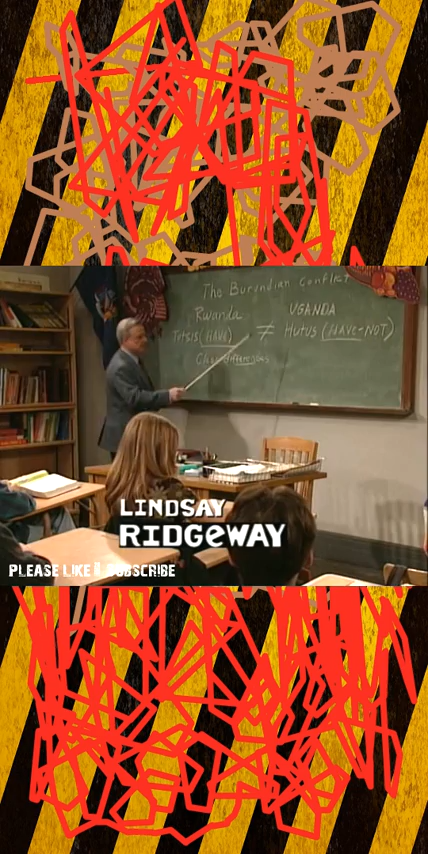 The Burundian Conflict
Rwanda UGANDA
Tutsis (HAVE) ≠ Hutus (HAVE-NOT)
Class differences
LINDSAY
RIDGEWAY
PLEASE LIKE & SUBSCRIBE